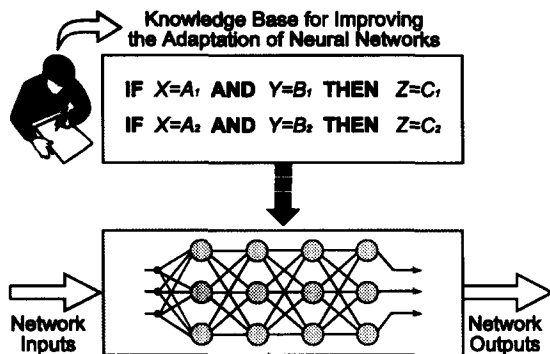 Knowledge Base for Improving
the Adaptation of Neural Networks
IF X=A₁ AND Y=B₁ THEN Z=C₁
IF X=A₂ AND Y=B₂ THEN Z=C₂
Network
Inputs
Network
Outputs